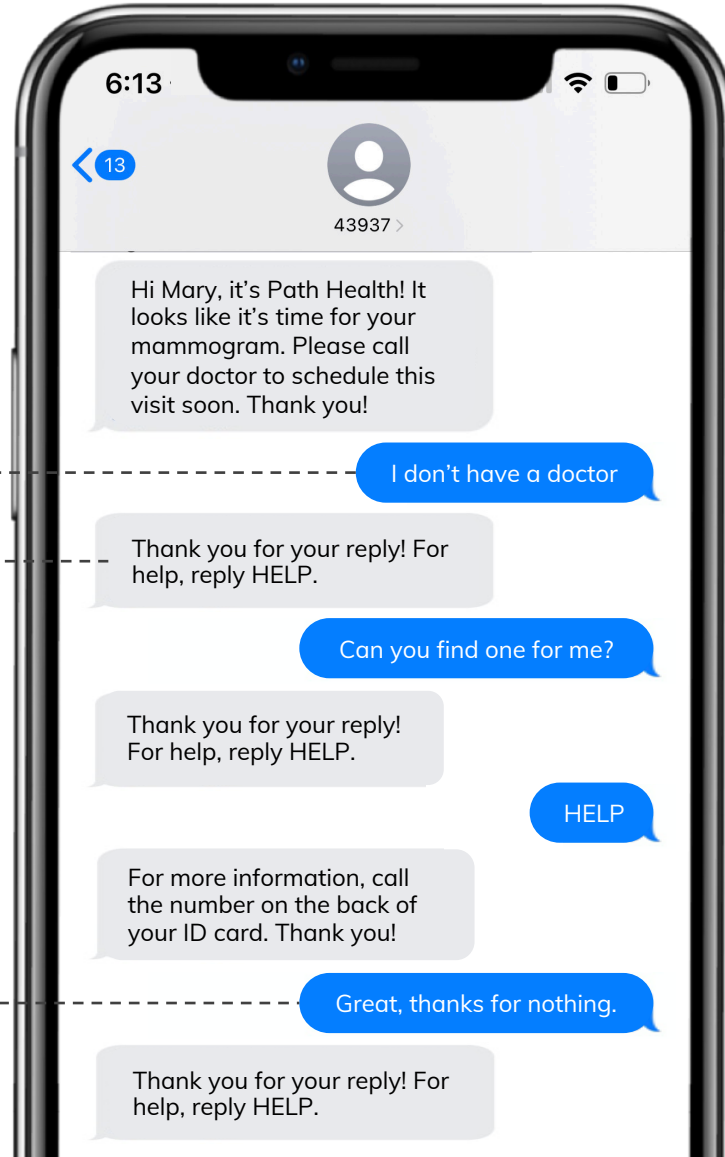 6:13
13
43937
Hi Mary, it’s Path Health! It
looks like it’s time for your
mammogram. Please call
your doctor to schedule this
visit soon. Thank you!
I don’t have a doctor
Thank you for your reply! For
help, reply HELP.
Can you find one for me?
Thank you for your reply!
For help, reply HELP.
HELP
For more information, call
the number on the back of
your ID card. Thank you!
Great, thanks for nothing.
Thank you for your reply! For
help, reply HELP.